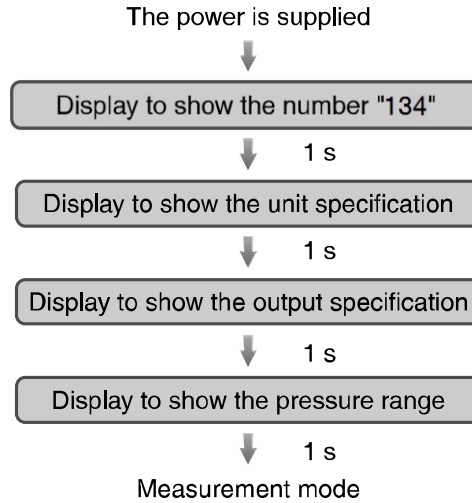 The power is supplied
Display to show the number "134"
1 s
Display to show the unit specification
1 s
Display to show the output specification
1 s
Display to show the pressure range
1 s
Measurement mode